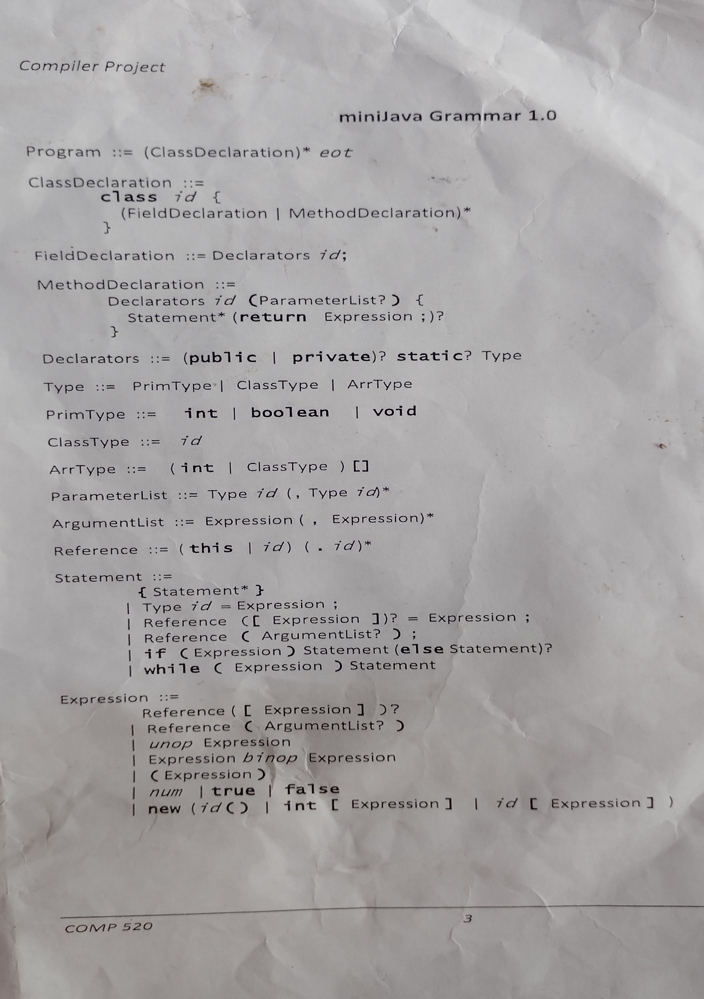 Compiler Project
miniJava Grammar 1.0
Program ::= (ClassDeclaration)* eot
ClassDeclaration ::=
class id {
(FieldDeclaration | MethodDeclaration)*
}
FieldDeclaration ::= Declarators id;
MethodDeclaration ::=
Declarators id (ParameterList?) {
Statement* (return Expression ;)?
}
Declarators ::= (public | private)? static? Type
Type ::= PrimType | ClassType | ArrType
PrimType ::= int | boolean | void
ClassType ::= id
ArrType ::= ( int | ClassType ) []
ParameterList ::= Type id (, Type id)*
ArgumentList ::= Expression ( , Expression)*
Reference ::= ( this | id) ( . id)*
Statement ::=
{ Statement* }
| Type id = Expression ;
| Reference ([ Expression ])? = Expression ;
| Reference ( ArgumentList? ) ;
| if ( Expression ) Statement (else Statement)?
| while ( Expression ) Statement
Expression ::=
Reference ( [ Expression ] )?
| Reference ( ArgumentList? )
| unop Expression
| Expression binop Expression
| ( Expression )
| num | true | false
| new (id() | int [ Expression ] | id [ Expression ] )
COMP 520
3